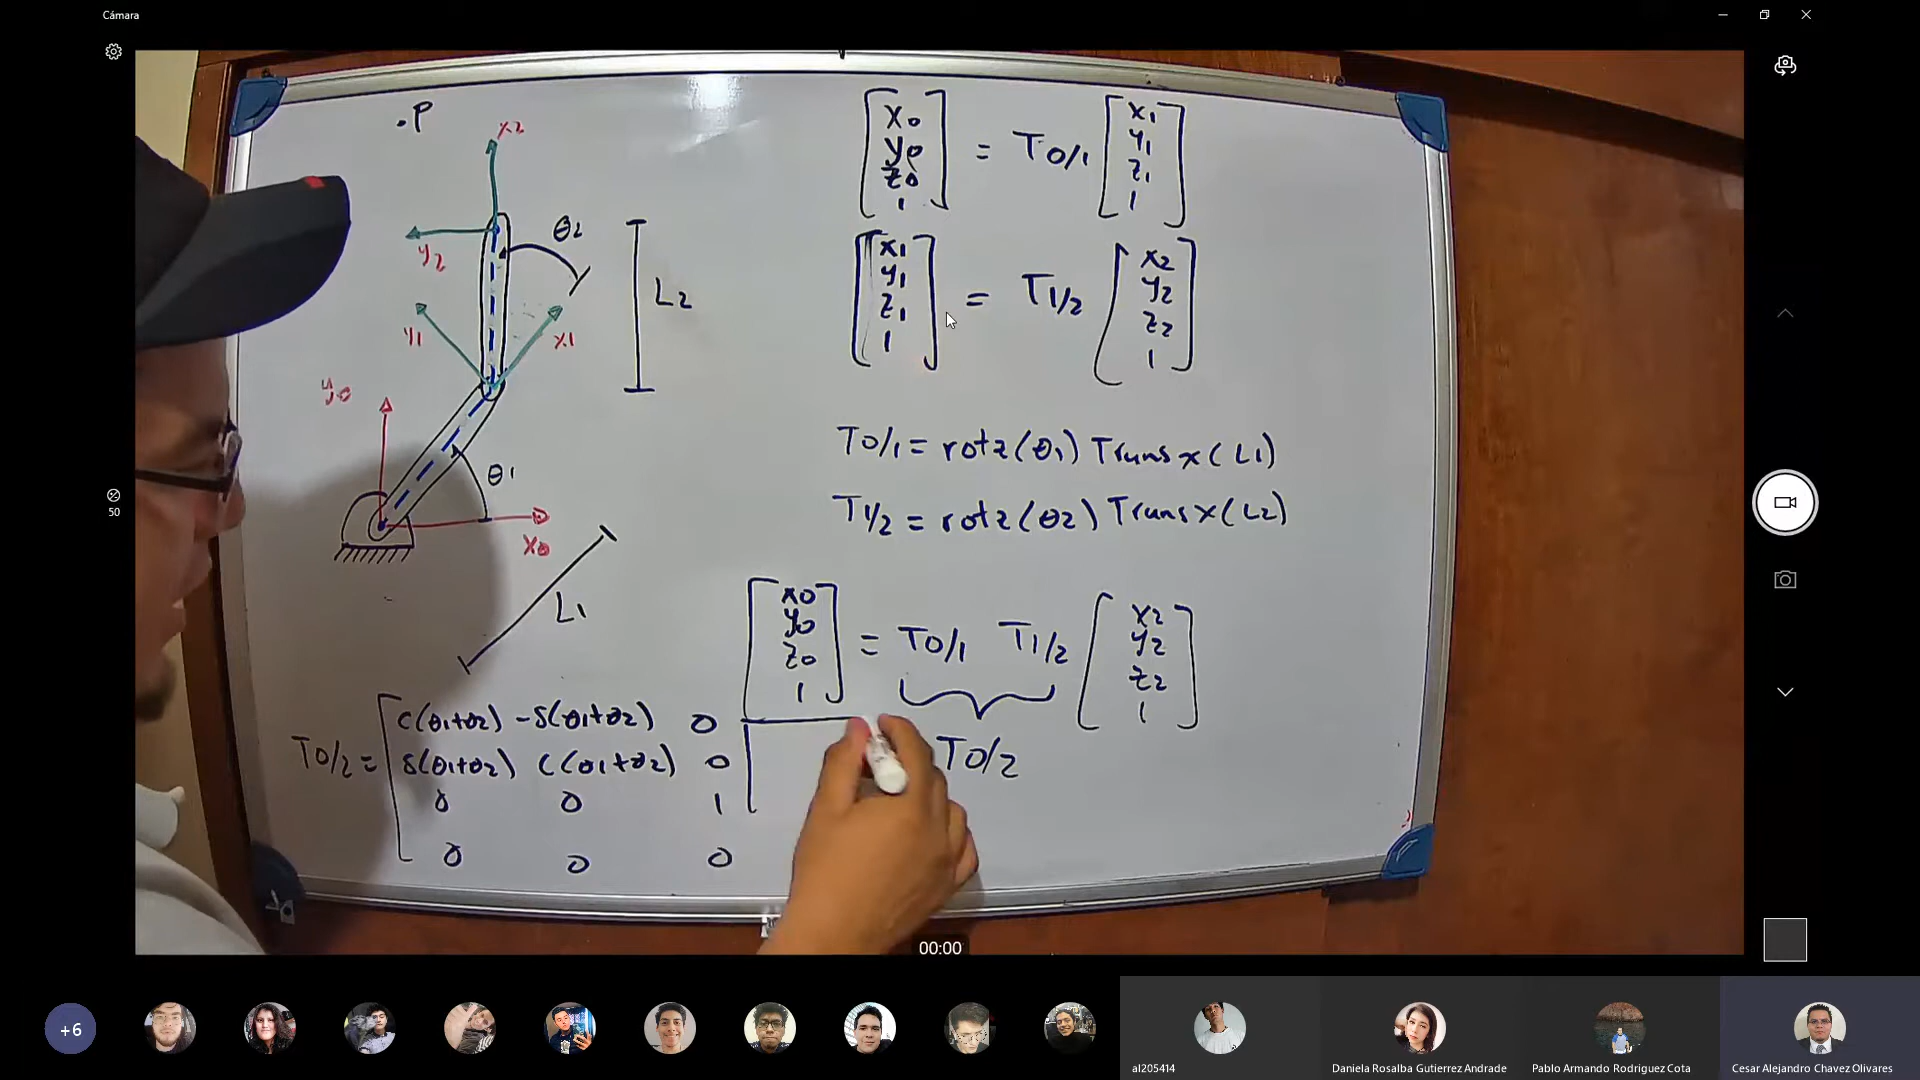 Cámara
.P
x2
y2
θ2
L2
y1
x1
y0
θ1
x0
L1
[x0 y0 z0 1] = T0/1 [x1 y1 z1 1]
[x1 y1 z1 1] = T1/2 [x2 y2 z2 1]
T0/1 = rotz(θ1) Transx(L1)
T1/2 = rotz(θ2) Transx(L2)
[x0 y0 z0 1] = T0/1 T1/2 [x2 y2 z2 1]
T0/2
T0/2 = [C(θ1+θ2) -S(θ1+θ2) 0
S(θ1+θ2) C(θ1+θ2) 0
0 0 1
0 0 0
50
00:00
+6
al205414
Daniela Rosalba Gutierrez Andrade
Pablo Armando Rodriguez Cota
Cesar Alejandro Chavez Olivares